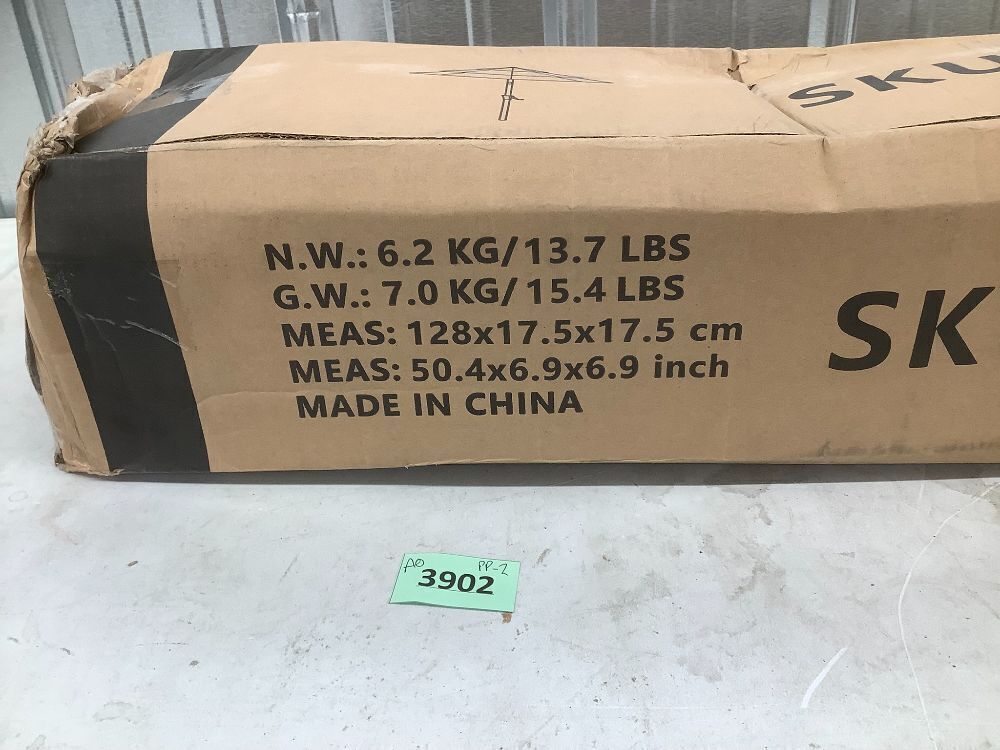 SKU
N.W.: 6.2 KG/13.7 LBS
G.W.: 7.0 KG/15.4 LBS
MEAS: 128x17.5x17.5 cm
MEAS: 50.4x6.9x6.9 inch
MADE IN CHINA
SK
AO PP-2
3902